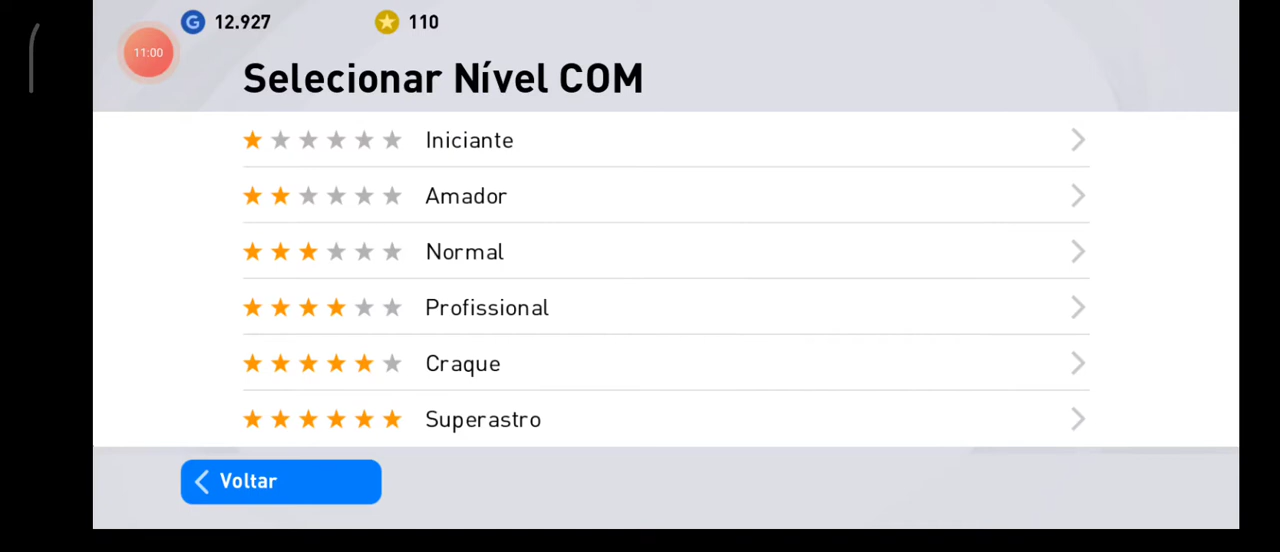 G 12.927 110
11:00
Selecionar Nível COM
Iniciante
Amador
Normal
Profissional
Craque
Superastro
Voltar